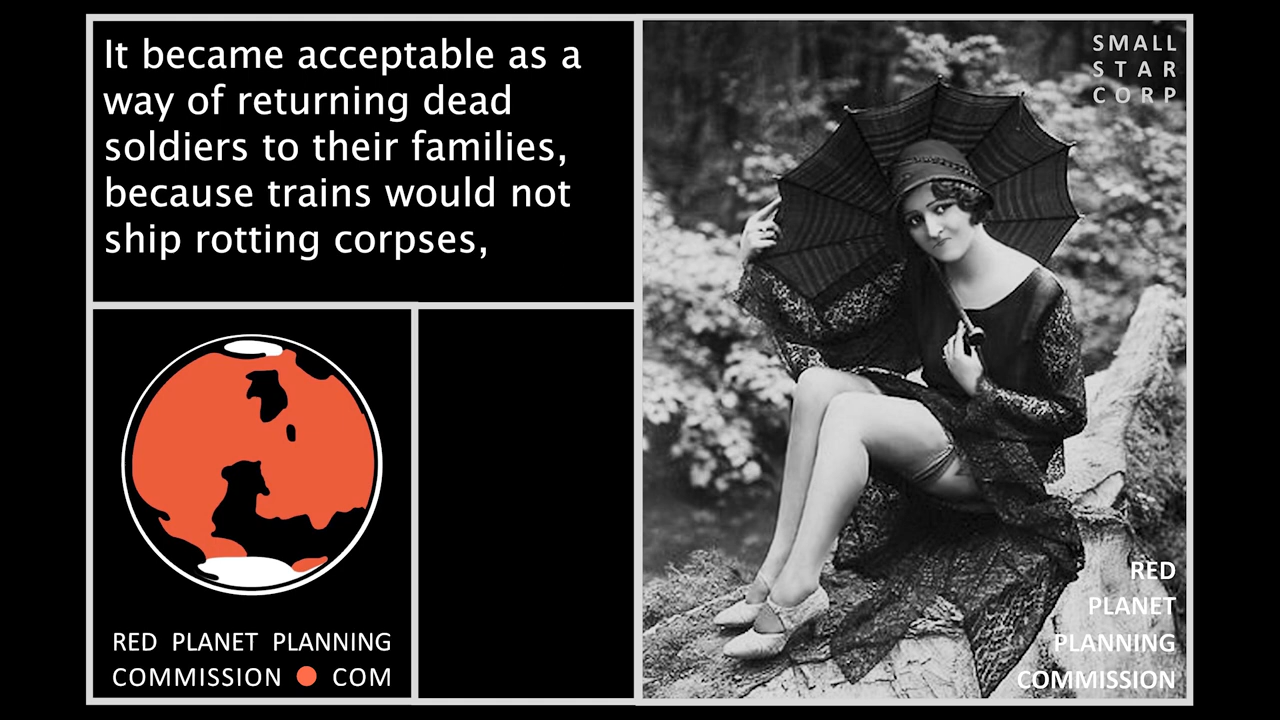 It became acceptable as a
way of returning dead
soldiers to their families,
because trains would not
ship rotting corpses,
RED PLANET PLANNING
COMMISSION COM
SMALL
STAR
CORP
RED
PLANET
PLANNING
COMMISSION